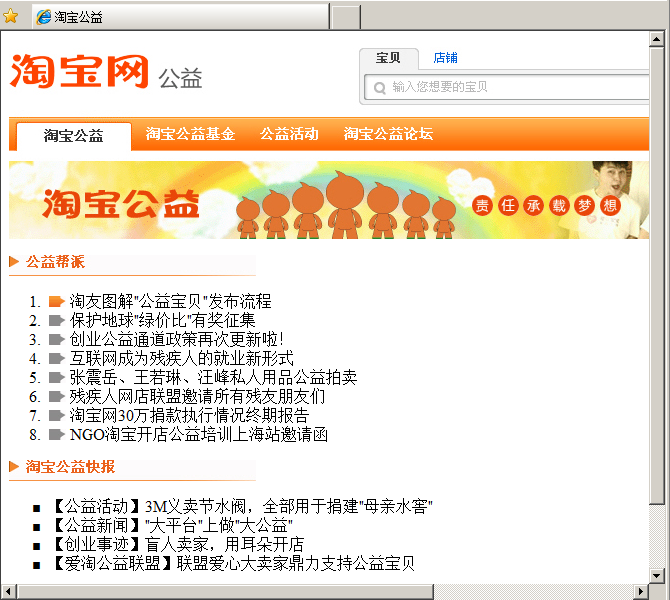 淘宝公益
淘宝网 公益
宝贝 店铺
输入您想要的宝贝
淘宝公益 淘宝公益基金 公益活动 淘宝公益论坛
淘宝公益 责任承载梦想
公益帮派
1. 淘友图解"公益宝贝"发布流程
2. 保护地球"绿价比"有奖征集
3. 创业公益通道政策再次更新啦！
4. 互联网成为残疾人的就业新形式
5. 张震岳、王若琳、汪峰私人用品公益拍卖
6. 残疾人网店联盟邀请所有残友朋友们
7. 淘宝网30万捐款执行情况终期报告
8. NGO淘宝开店公益培训上海站邀请函
淘宝公益快报
【公益活动】3M义卖节水阀，全部用于捐建"母亲水窖"
【公益新闻】"大平台"上做"大公益"
【创业事迹】盲人卖家，用耳朵开店
【爱淘公益联盟】联盟爱心大卖家鼎力支持公益宝贝